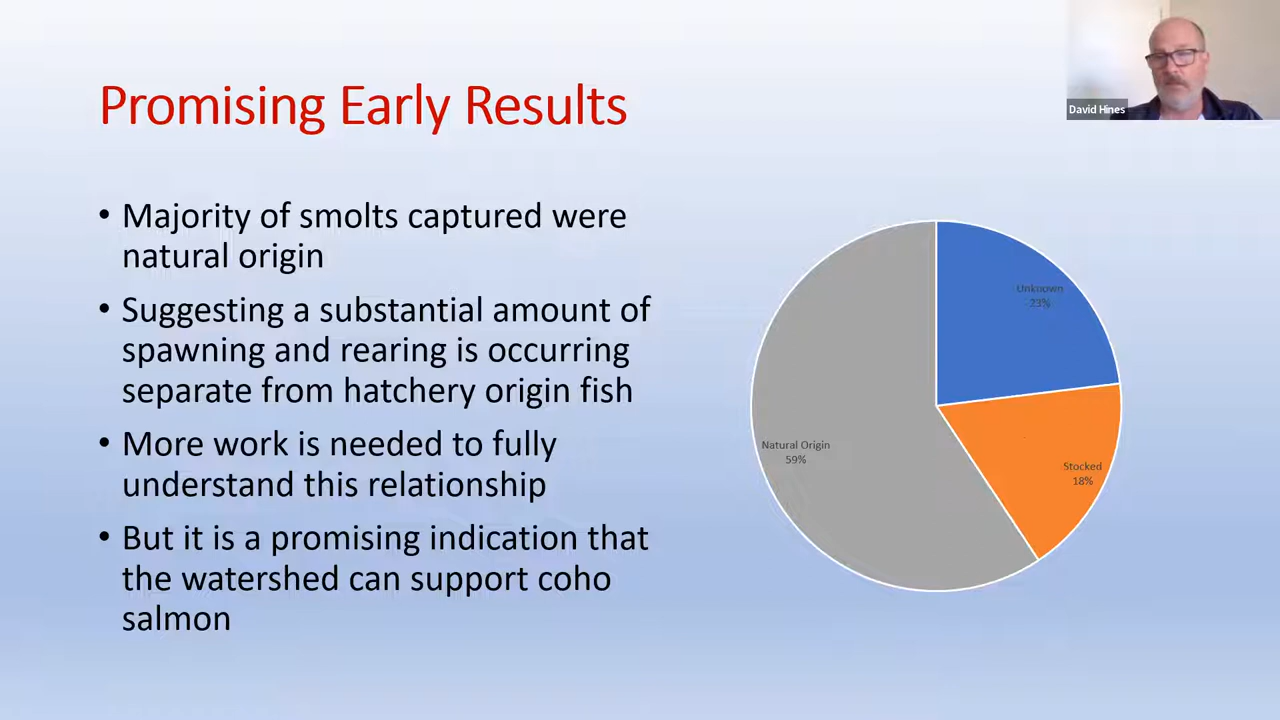 Promising Early Results
David Hines
• Majority of smolts captured were
natural origin
• Suggesting a substantial amount of
spawning and rearing is occurring
separate from hatchery origin fish
• More work is needed to fully
understand this relationship
• But it is a promising indication that
the watershed can support coho
salmon
Unknown
23%
Natural Origin
59%
Stocked
18%